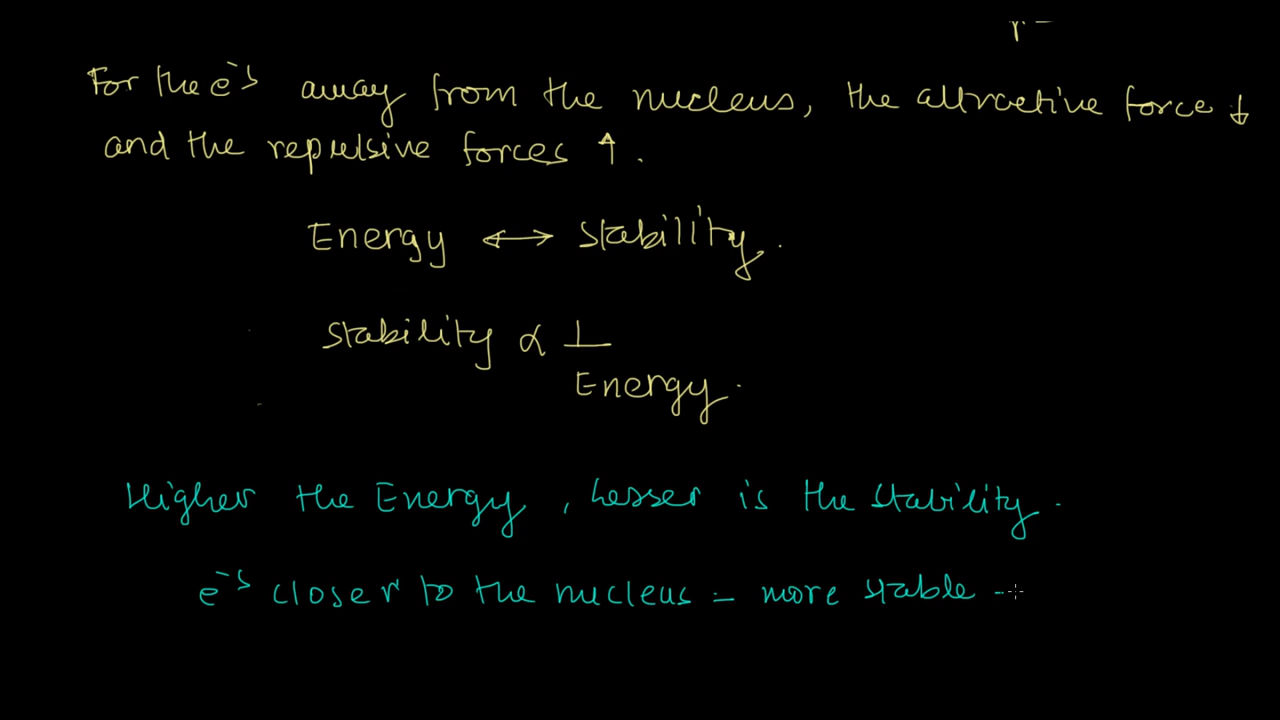 For the e⁻s away from the nucleus, the attractive force ↓
and the repulsive forces ↑.
Energy ↔ Stability.
Stability ∝ 1
Energy.
Higher the Energy, Lesser is the Stability.
e⁻s closer to the nucleus - more stable -